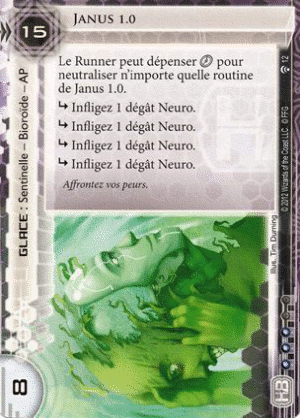 15
JANUS 1.0
Le Runner peut dépenser pour
neutraliser n'importe quelle routine
de Janus 1.0.
↳ Infligez 1 dégât Neuro.
↳ Infligez 1 dégât Neuro.
↳ Infligez 1 dégât Neuro.
↳ Infligez 1 dégât Neuro.
Affrontez vos peurs.
GLACE : Sentinelle – Bioroïde – AP
12
© 2012 Wizards of the Coast LLC. © FFG
Illus. Tim Durning
8
HB